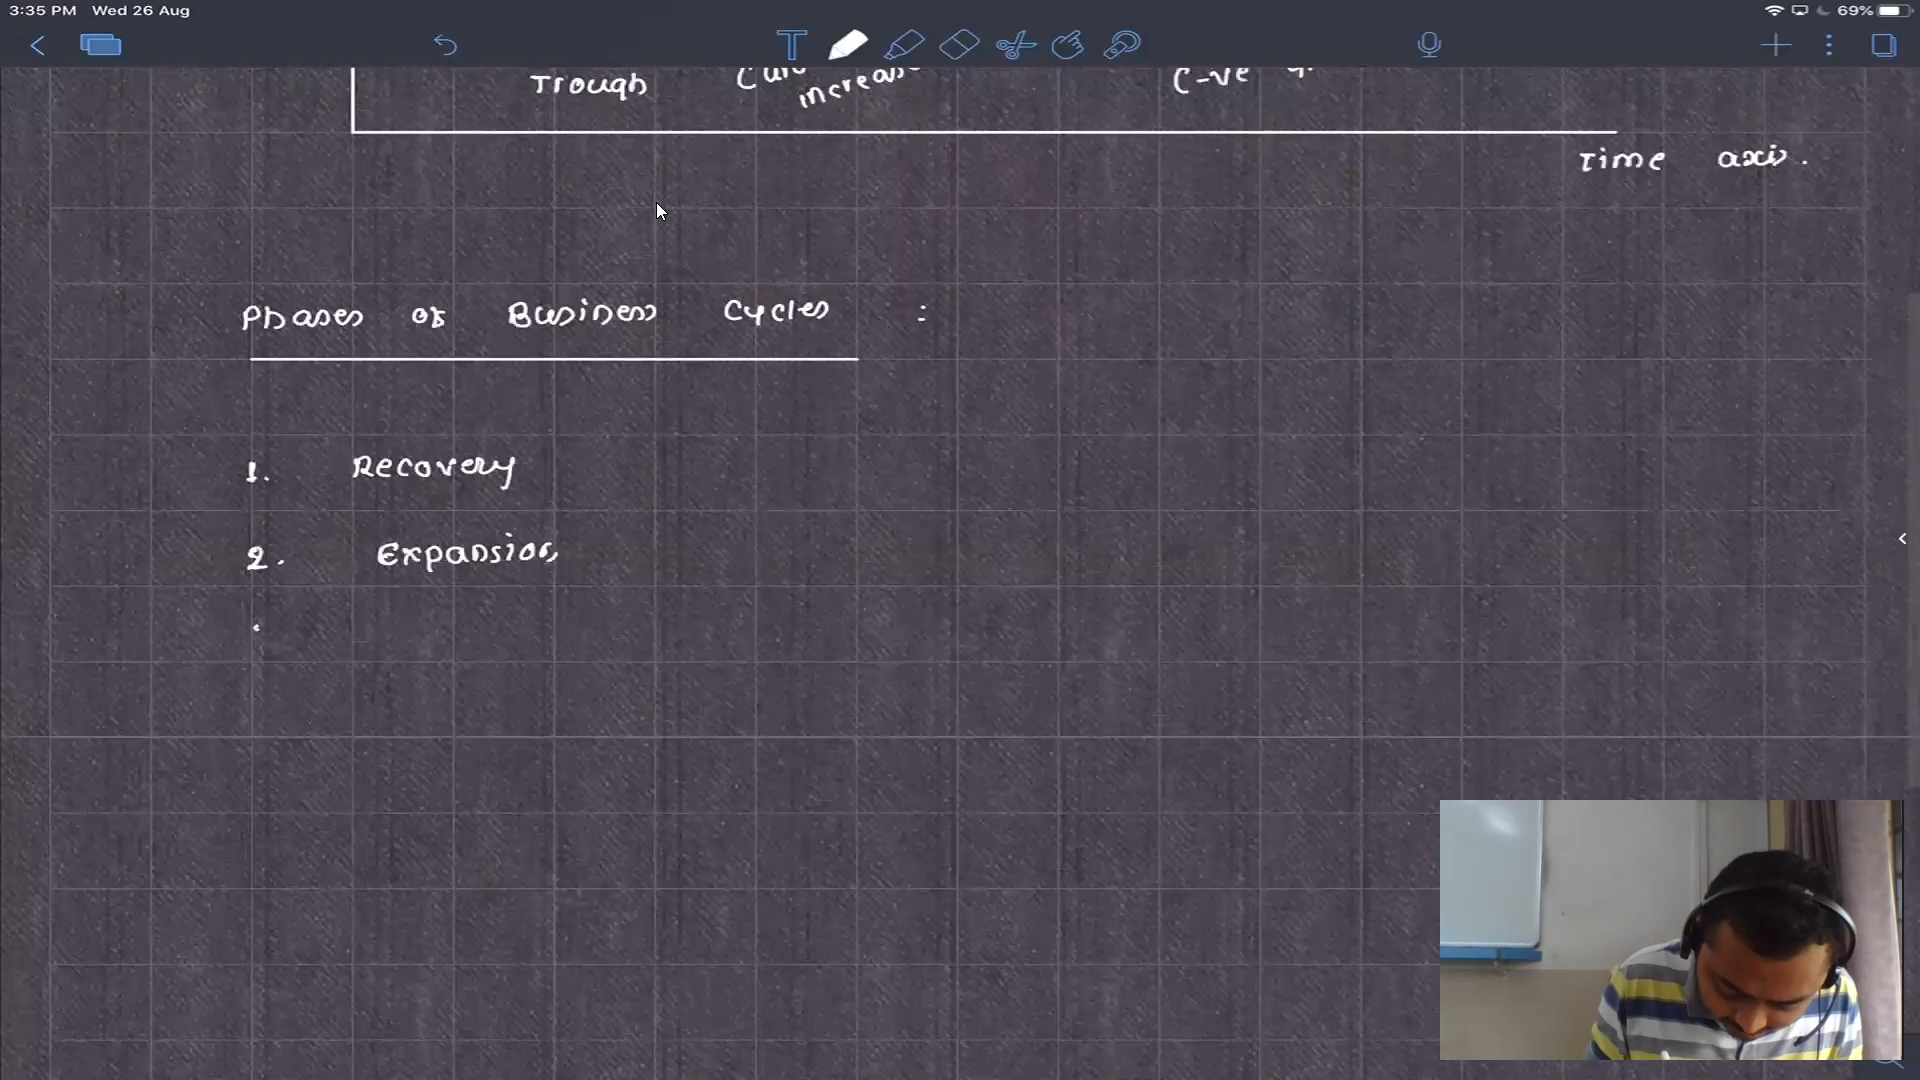 3:35 PM Wed 26 Aug 69%
Trough increase C-ve
Time axis.
Phases of Business Cycles :
1. Recovery
2. Expansion